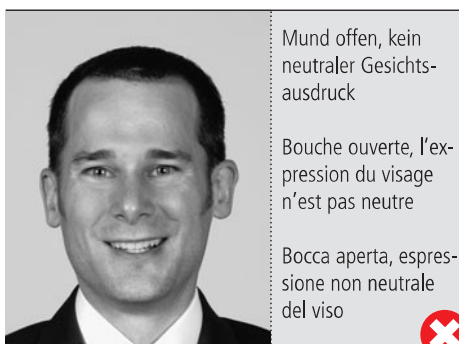 Mund offen, kein
neutraler Gesichts-
ausdruck
Bouche ouverte, l'ex-
pression du visage
n'est pas neutre
Bocca aperta, espres-
sione non neutrale
del viso